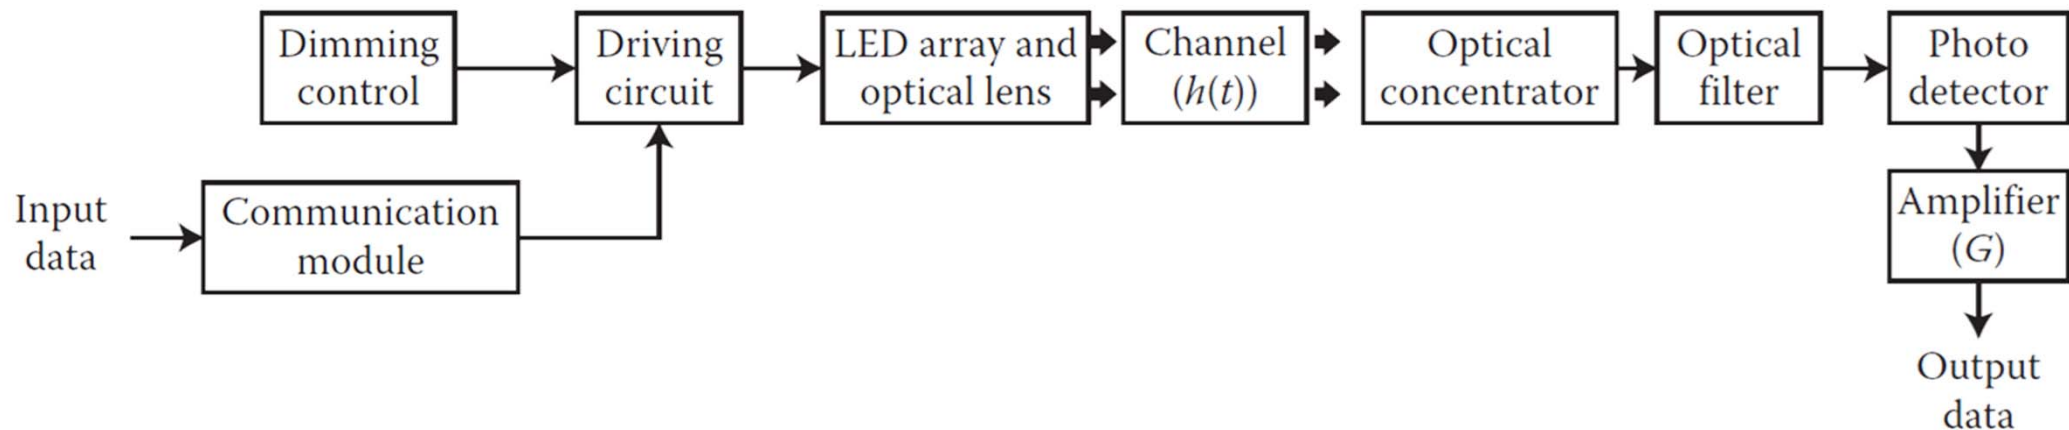 Dimming
control
Driving
circuit
LED array and
optical lens
Channel
(h(t))
Optical
concentrator
Optical
filter
Photo
detector
Input
data
Communication
module
Amplifier
(G)
Output
data